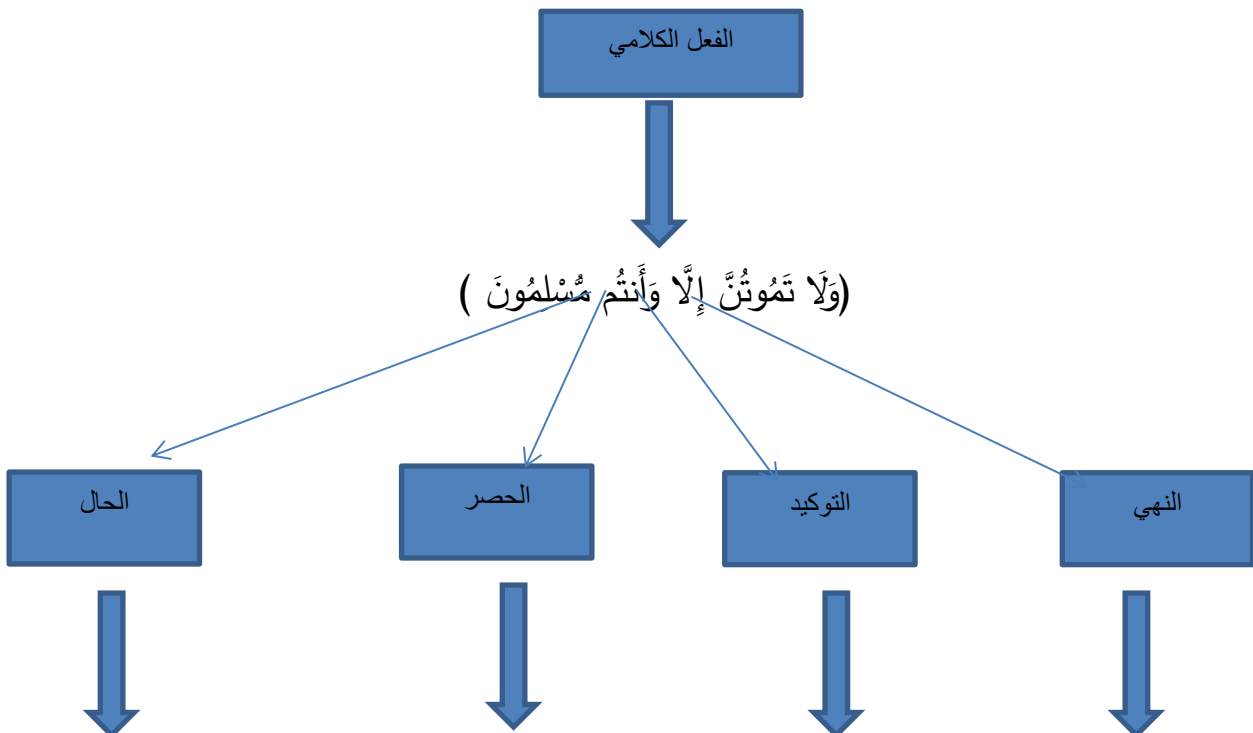 الفعل الكلامي
(وَلَا تَمُوتُنَّ إِلَّا وَأَنتُم مُّسْلِمُونَ )
النهي
التوكيد
الحصر
الحال